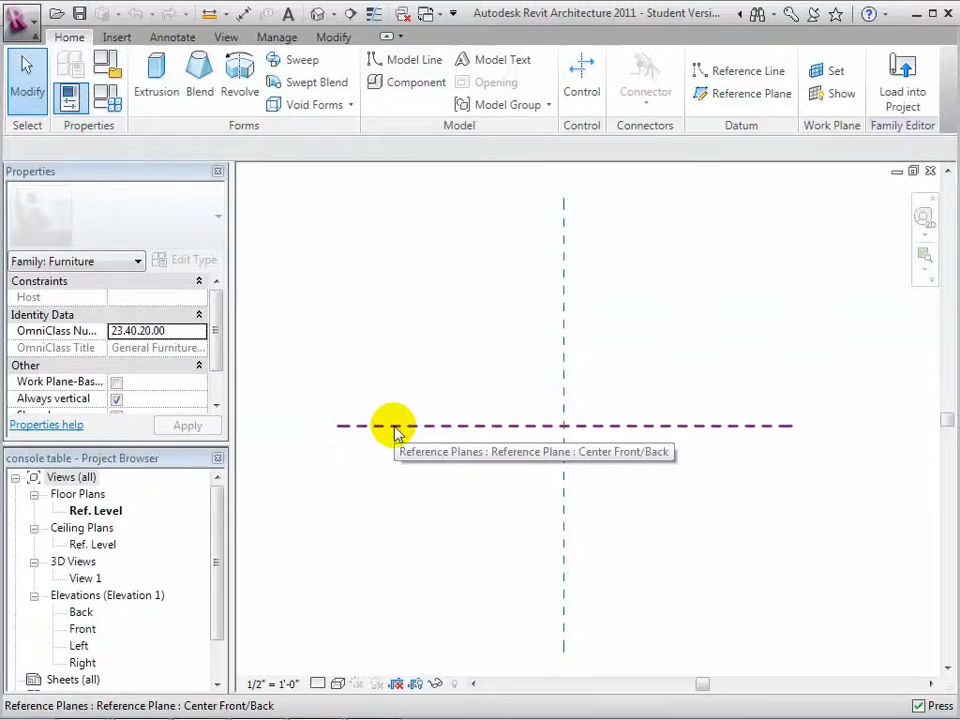 Autodesk Revit Architecture 2011 - Student Versi...
Home Insert Annotate View Manage Modify
Modify
Extrusion Blend Revolve
Sweep
Swept Blend
Void Forms
Model Line
Component
Model Text
Opening
Model Group
Control
Connector
Reference Line
Reference Plane
Set
Show
Load into
Project
Select Properties Forms Model Control Connectors Datum Work Plane Family Editor
Properties
Family: Furniture Edit Type
Constraints
Host
Identity Data
OmniClass Nu... 23.40.20.00
OmniClass Title General Furniture...
Other
Work Plane-Bas...
Always vertical
Properties help Apply
console table - Project Browser
Views (all)
Floor Plans
Ref. Level
Ceiling Plans
Ref. Level
3D Views
View 1
Elevations (Elevation 1)
Back
Front
Left
Right
Sheets (all)
2D
Reference Planes : Reference Plane : Center Front/Back
1/2" = 1'-0"
Reference Planes : Reference Plane : Center Front/Back Press